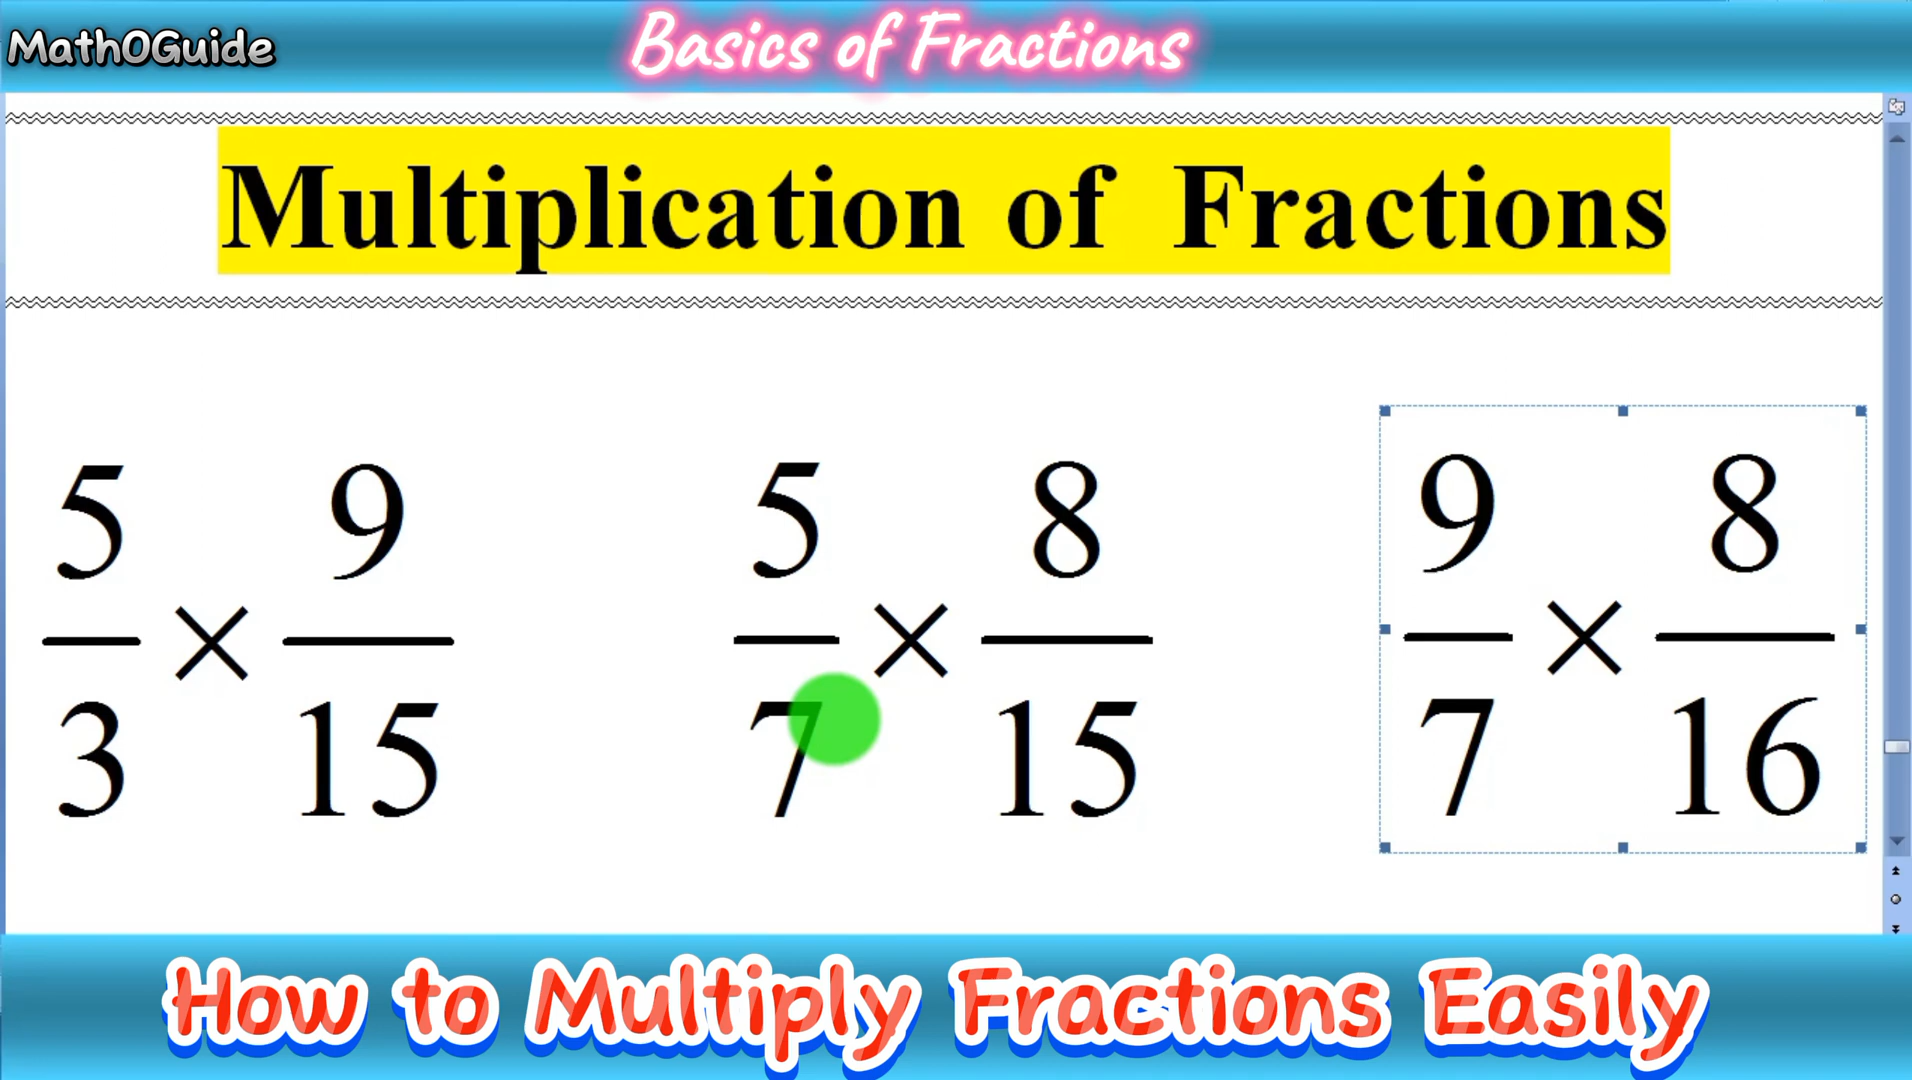 MathOGuide
Basics of Fractions
Multiplication of Fractions
5/3 × 9/15
5/7 × 8/15
9/7 × 8/16
How to Multiply Fractions Easily